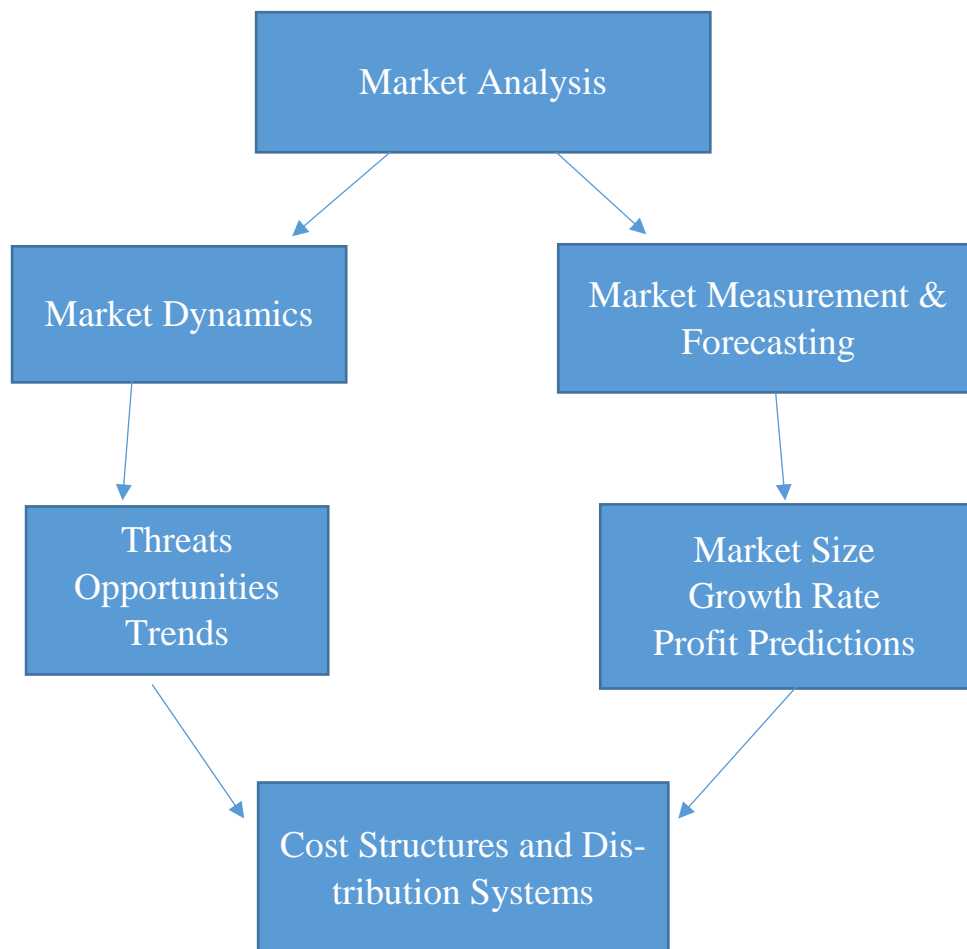 Market Analysis
Market Dynamics
Market Measurement &
Forecasting
Threats
Opportunities
Trends
Market Size
Growth Rate
Profit Predictions
Cost Structures and Dis-
tribution Systems